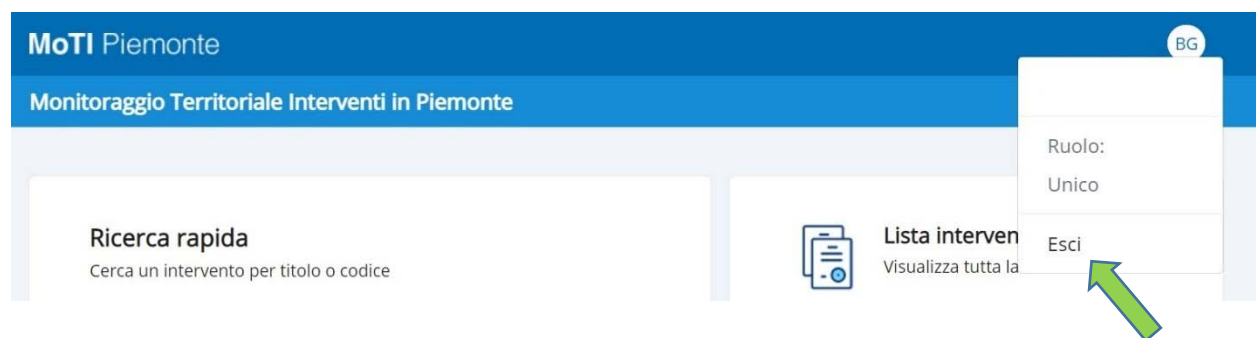 MoTI Piemonte
BG
Monitoraggio Territoriale Interventi in Piemonte
Ruolo:
Unico
Esci
Ricerca rapida
Cerca un intervento per titolo o codice
Lista interven
Visualizza tutta la